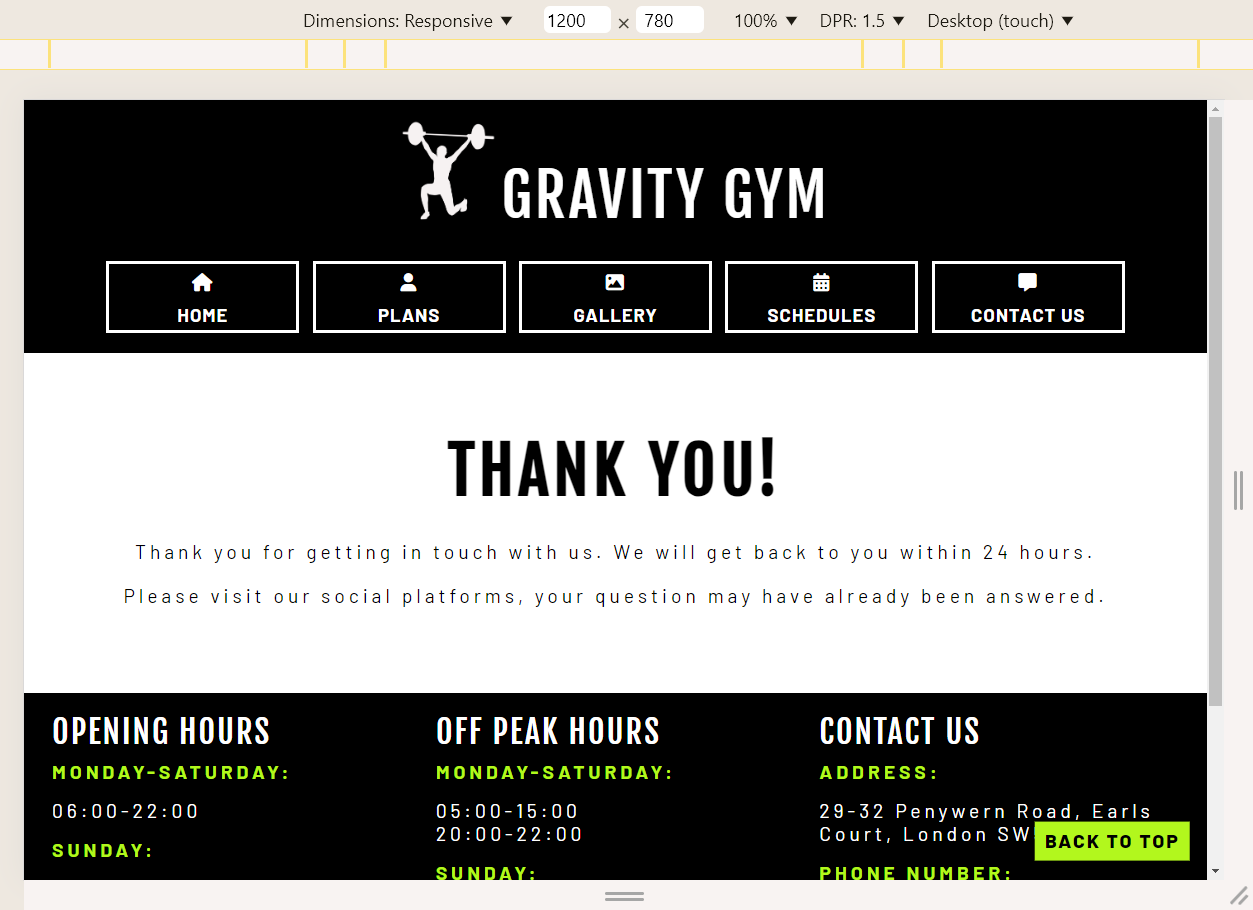 Dimensions: Responsive ▼ 1200 × 780 100% ▼ DPR: 1.5 ▼ Desktop (touch) ▼
GRAVITY GYM
HOME PLANS GALLERY SCHEDULES CONTACT US
THANK YOU!
Thank you for getting in touch with us. We will get back to you within 24 hours.
Please visit our social platforms, your question may have already been answered.
OPENING HOURS
MONDAY-SATURDAY:
06:00-22:00
SUNDAY:
OFF PEAK HOURS
MONDAY-SATURDAY:
05:00-15:00
20:00-22:00
SUNDAY:
CONTACT US
ADDRESS:
29-32 Penywern Road, Earls
Court, London SW
PHONE NUMBER:
BACK TO TOP